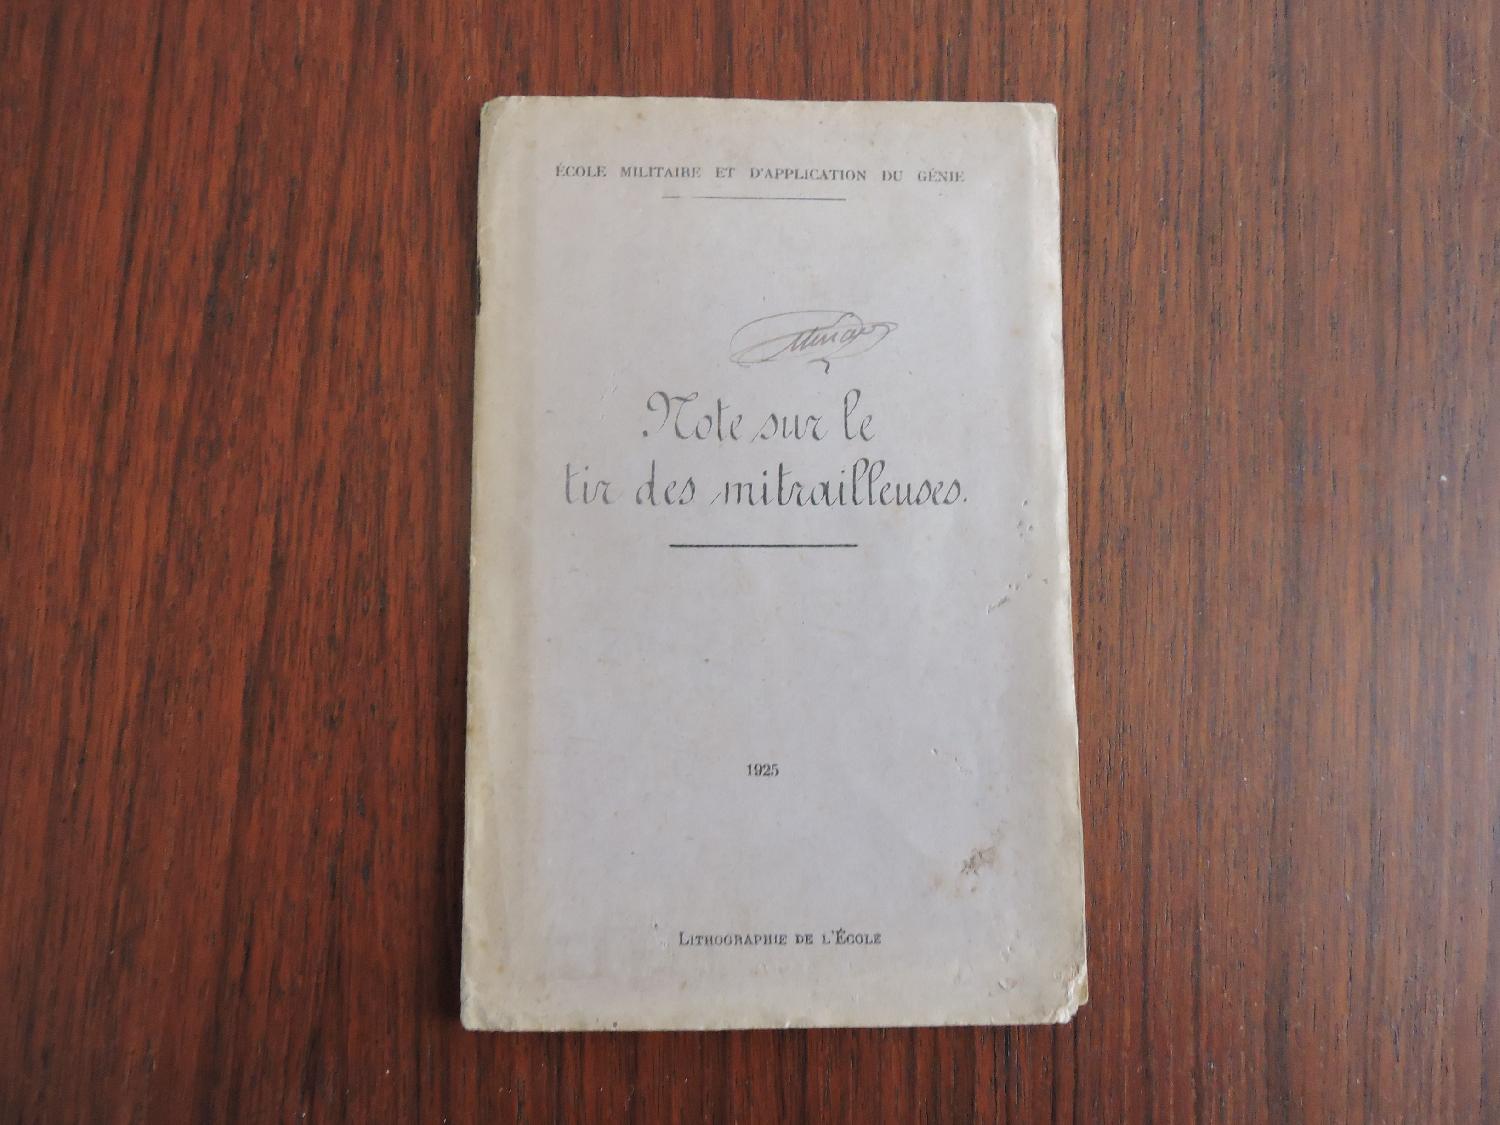 ÉCOLE MILITAIRE ET D'APPLICATION DU GÉNIE
Note sur le
tir des mitrailleuses.
1925
LITHOGRAPHIE DE L'ÉCOLE